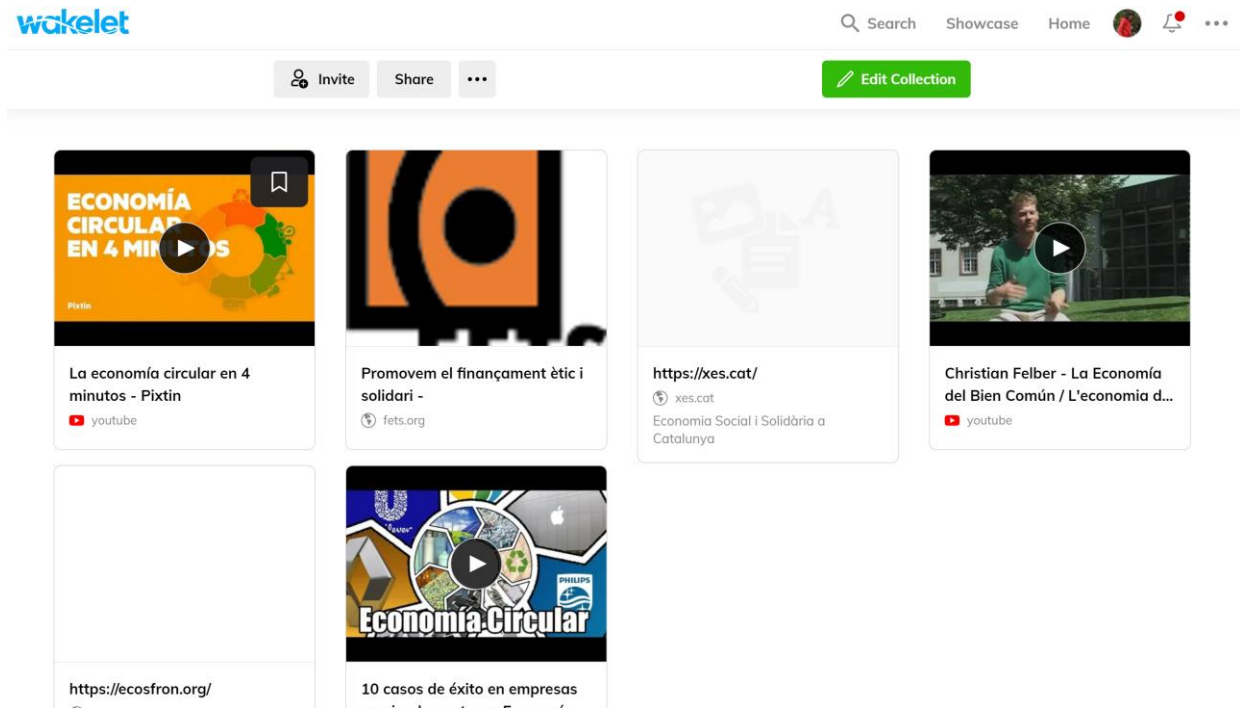 wakelet
Search Showcase Home
Invite Share
Edit Collection
ECONOMÍA
CIRCULAR
EN 4 MINUTOS
Pixtin
La economía circular en 4
minutos - Pixtin
youtube
Promovem el finançament ètic i
solidari -
fets.org
https://xes.cat/
xes.cat
Economia Social i Solidària a
Catalunya
Christian Felber - La Economía
del Bien Común / L'economia d...
youtube
https://ecosfron.org/
PHILIPS
Economía Circular
10 casos de éxito en empresas